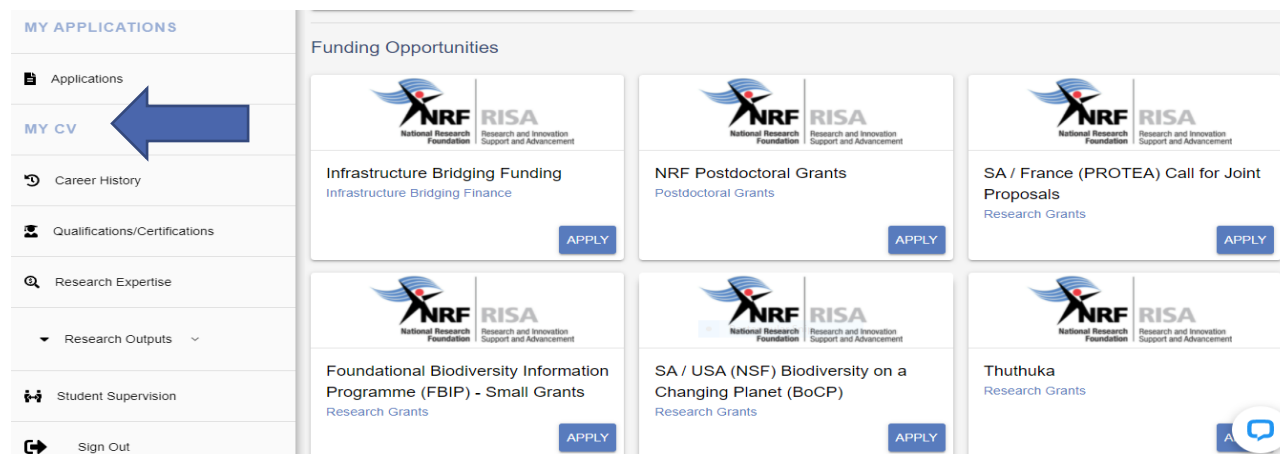 MY APPLICATIONS
Applications
MY CV
Career History
Qualifications/Certifications
Research Expertise
Research Outputs
Student Supervision
Sign Out
Funding Opportunities
NRF RISA
National Research Foundation Research and Innovation Support and Advancement
Infrastructure Bridging Funding
Infrastructure Bridging Finance
APPLY
NRF RISA
National Research Foundation Research and Innovation Support and Advancement
NRF Postdoctoral Grants
Postdoctoral Grants
APPLY
NRF RISA
National Research Foundation Research and Innovation Support and Advancement
SA / France (PROTEA) Call for Joint
Proposals
Research Grants
APPLY
NRF RISA
National Research Foundation Research and Innovation Support and Advancement
Foundational Biodiversity Information
Programme (FBIP) - Small Grants
Research Grants
APPLY
NRF RISA
National Research Foundation Research and Innovation Support and Advancement
SA / USA (NSF) Biodiversity on a
Changing Planet (BoCP)
Research Grants
APPLY
NRF RISA
National Research Foundation Research and Innovation Support and Advancement
Thuthuka
Research Grants